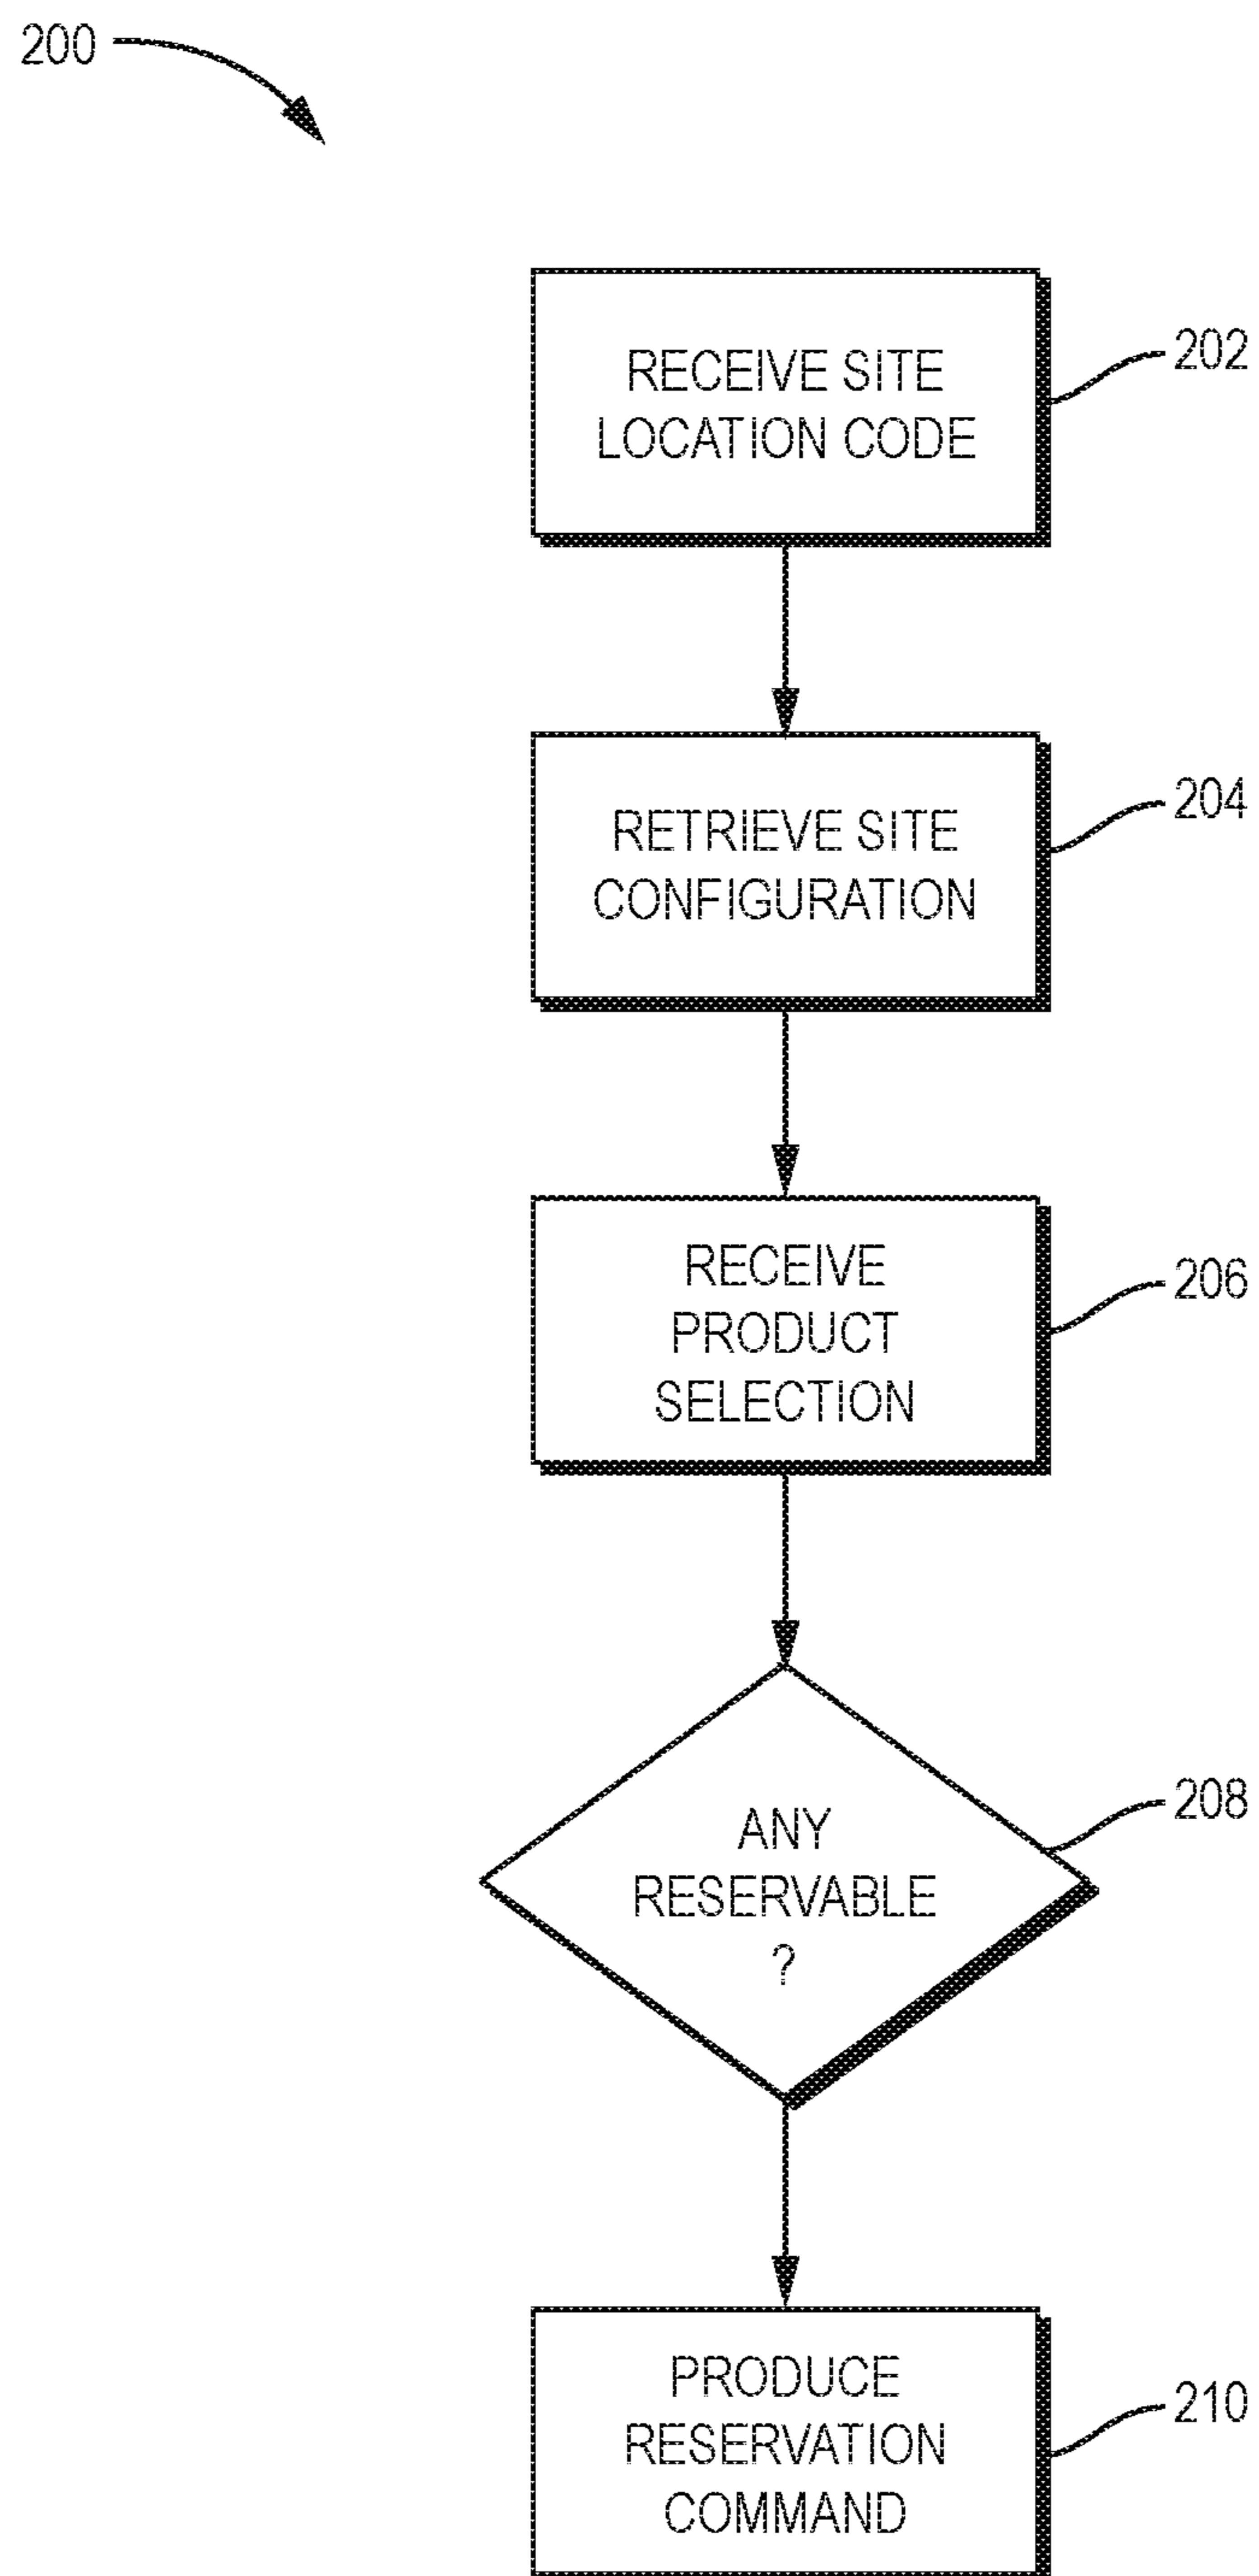 200
RECEIVE SITE
LOCATION CODE
202
RETRIEVE SITE
CONFIGURATION
204
RECEIVE
PRODUCT
SELECTION
206
ANY
RESERVABLE
?
208
PRODUCE
RESERVATION
COMMAND
210